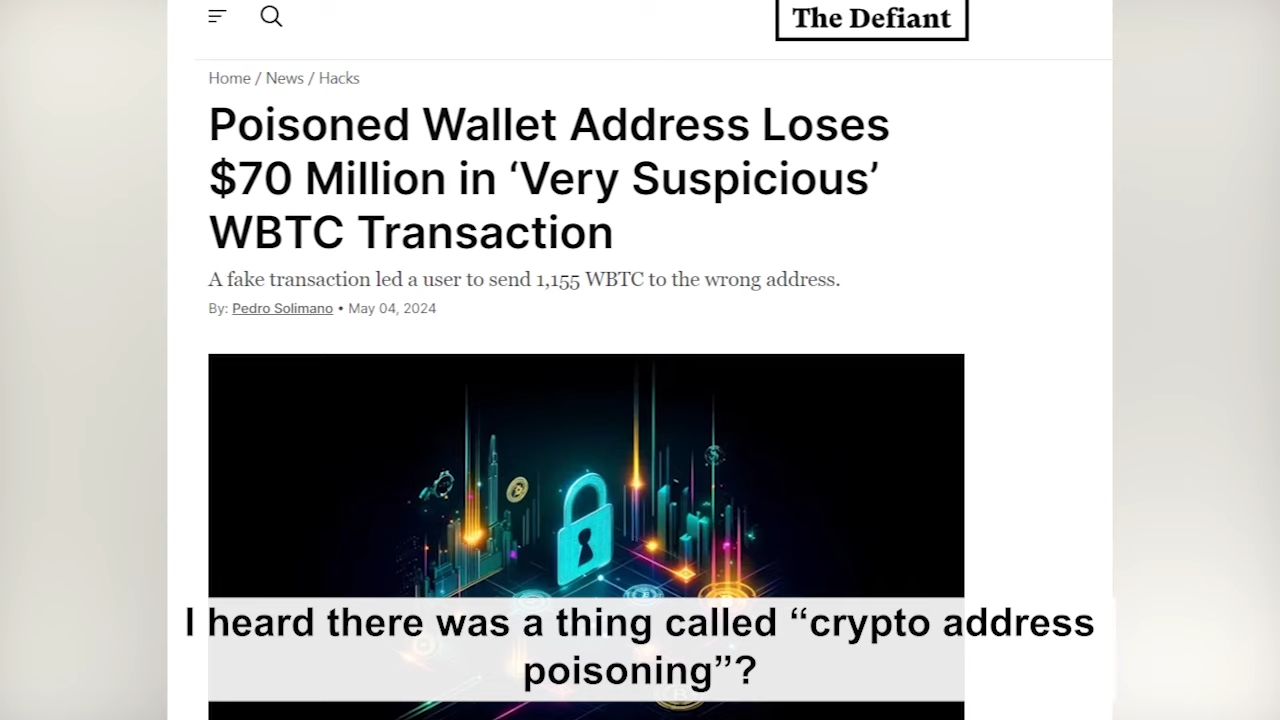 The Defiant
Home / News / Hacks
Poisoned Wallet Address Loses
$70 Million in ‘Very Suspicious’
WBTC Transaction
A fake transaction led a user to send 1,155 WBTC to the wrong address.
By: Pedro Solimano • May 04, 2024
I heard there was a thing called “crypto address
poisoning”?